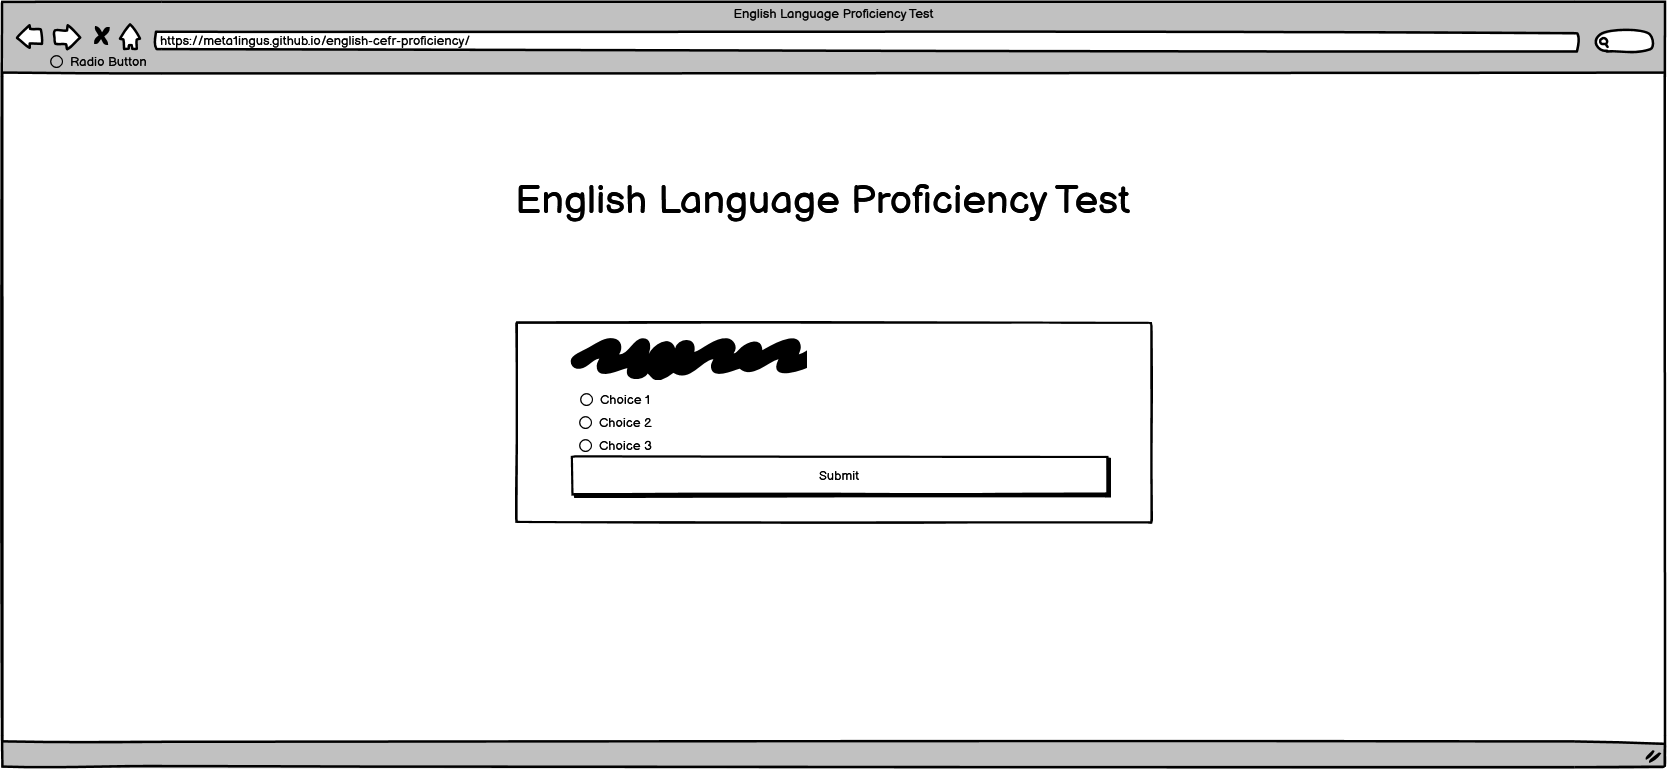 English Language Proficiency Test
https://meta1ingus.github.io/english-cefr-proficiency/
Radio Button
English Language Proficiency Test
Choice 1
Choice 2
Choice 3
Submit